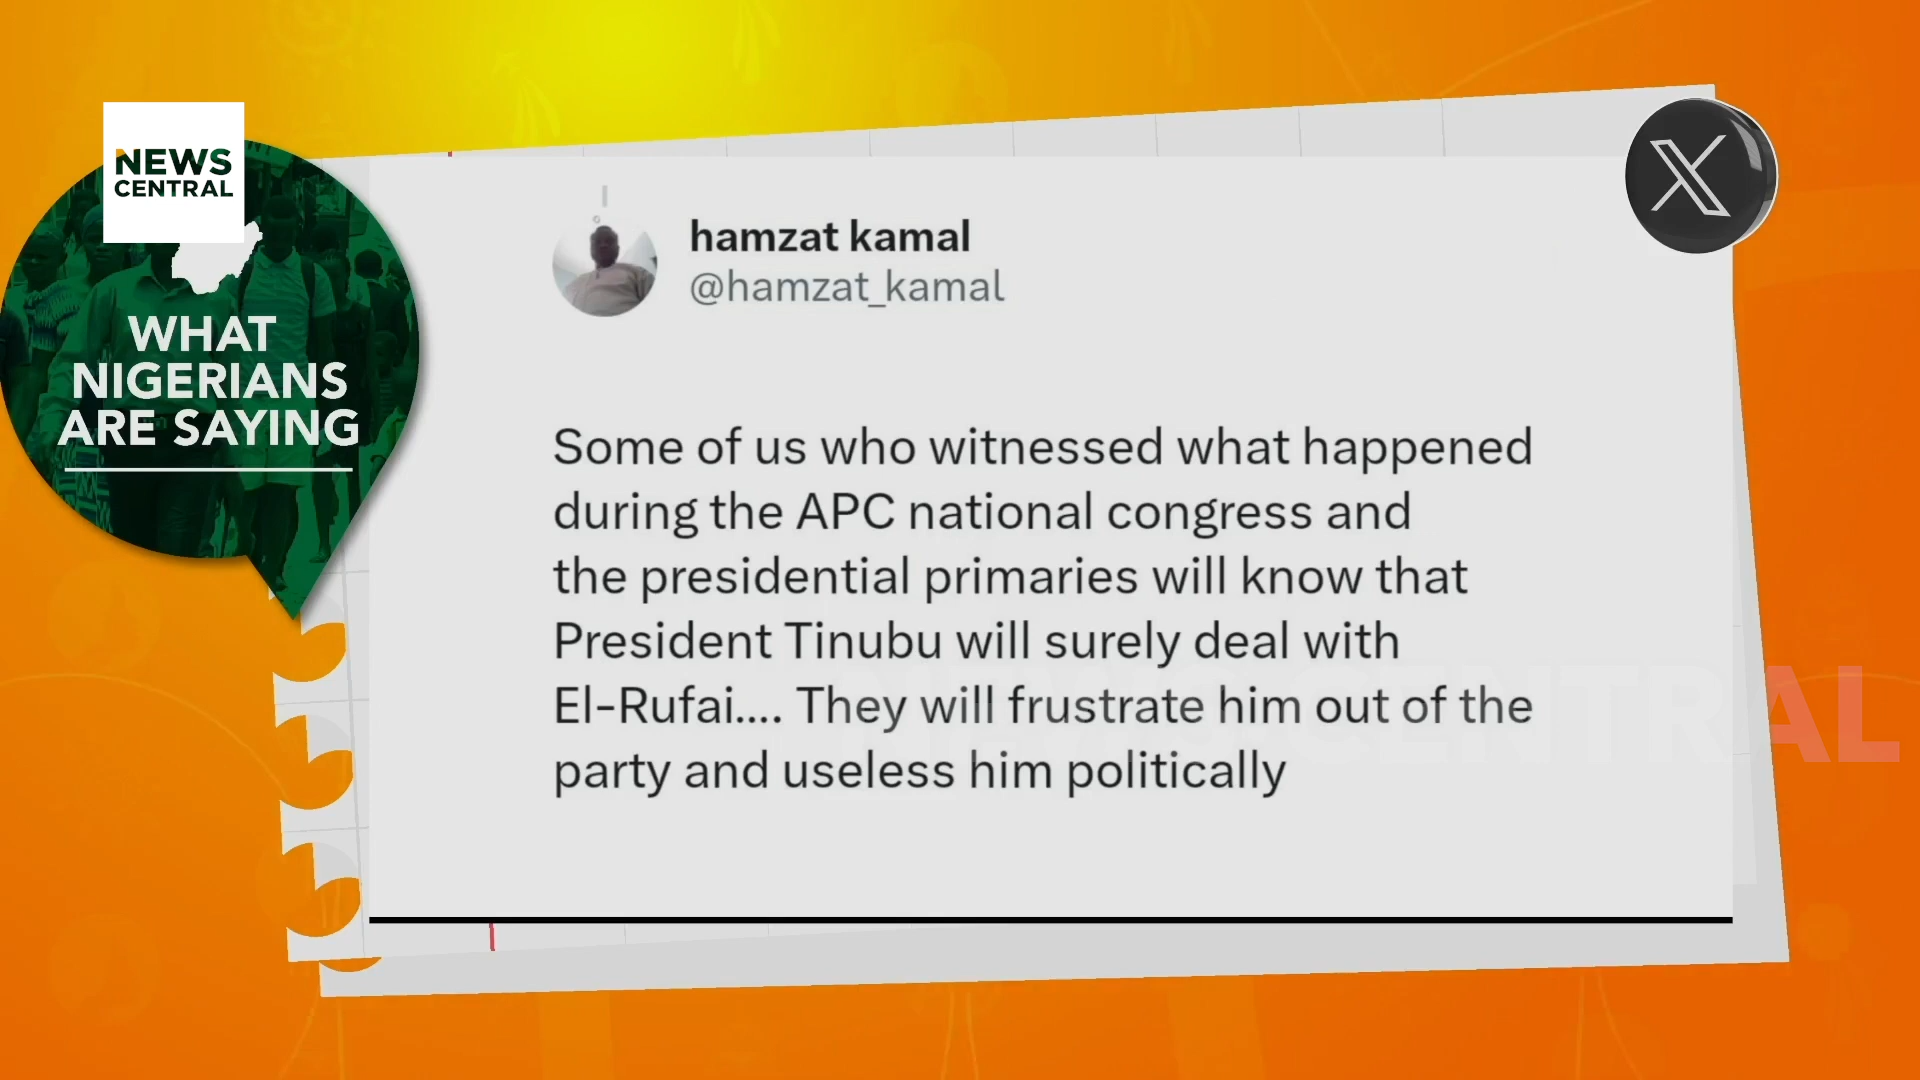 NEWS
CENTRAL
WHAT
NIGERIANS
ARE SAYING
X
hamzat kamal
@hamzat_kamal
Some of us who witnessed what happened
during the APC national congress and
the presidential primaries will know that
President Tinubu will surely deal with
El-Rufai.... They will frustrate him out of the
party and useless him politically
NEWS CENTRAL